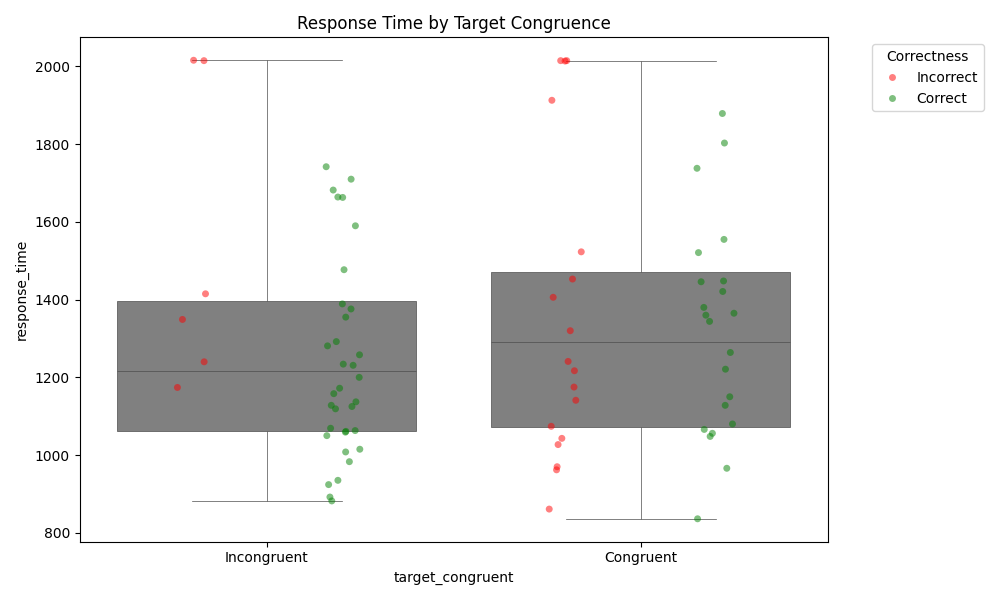 Response Time by Target Congruence
Correctness
Incorrect
Correct
response_time
2000
1800
1600
1400
1200
1000
800
Incongruent
Congruent
target_congruent